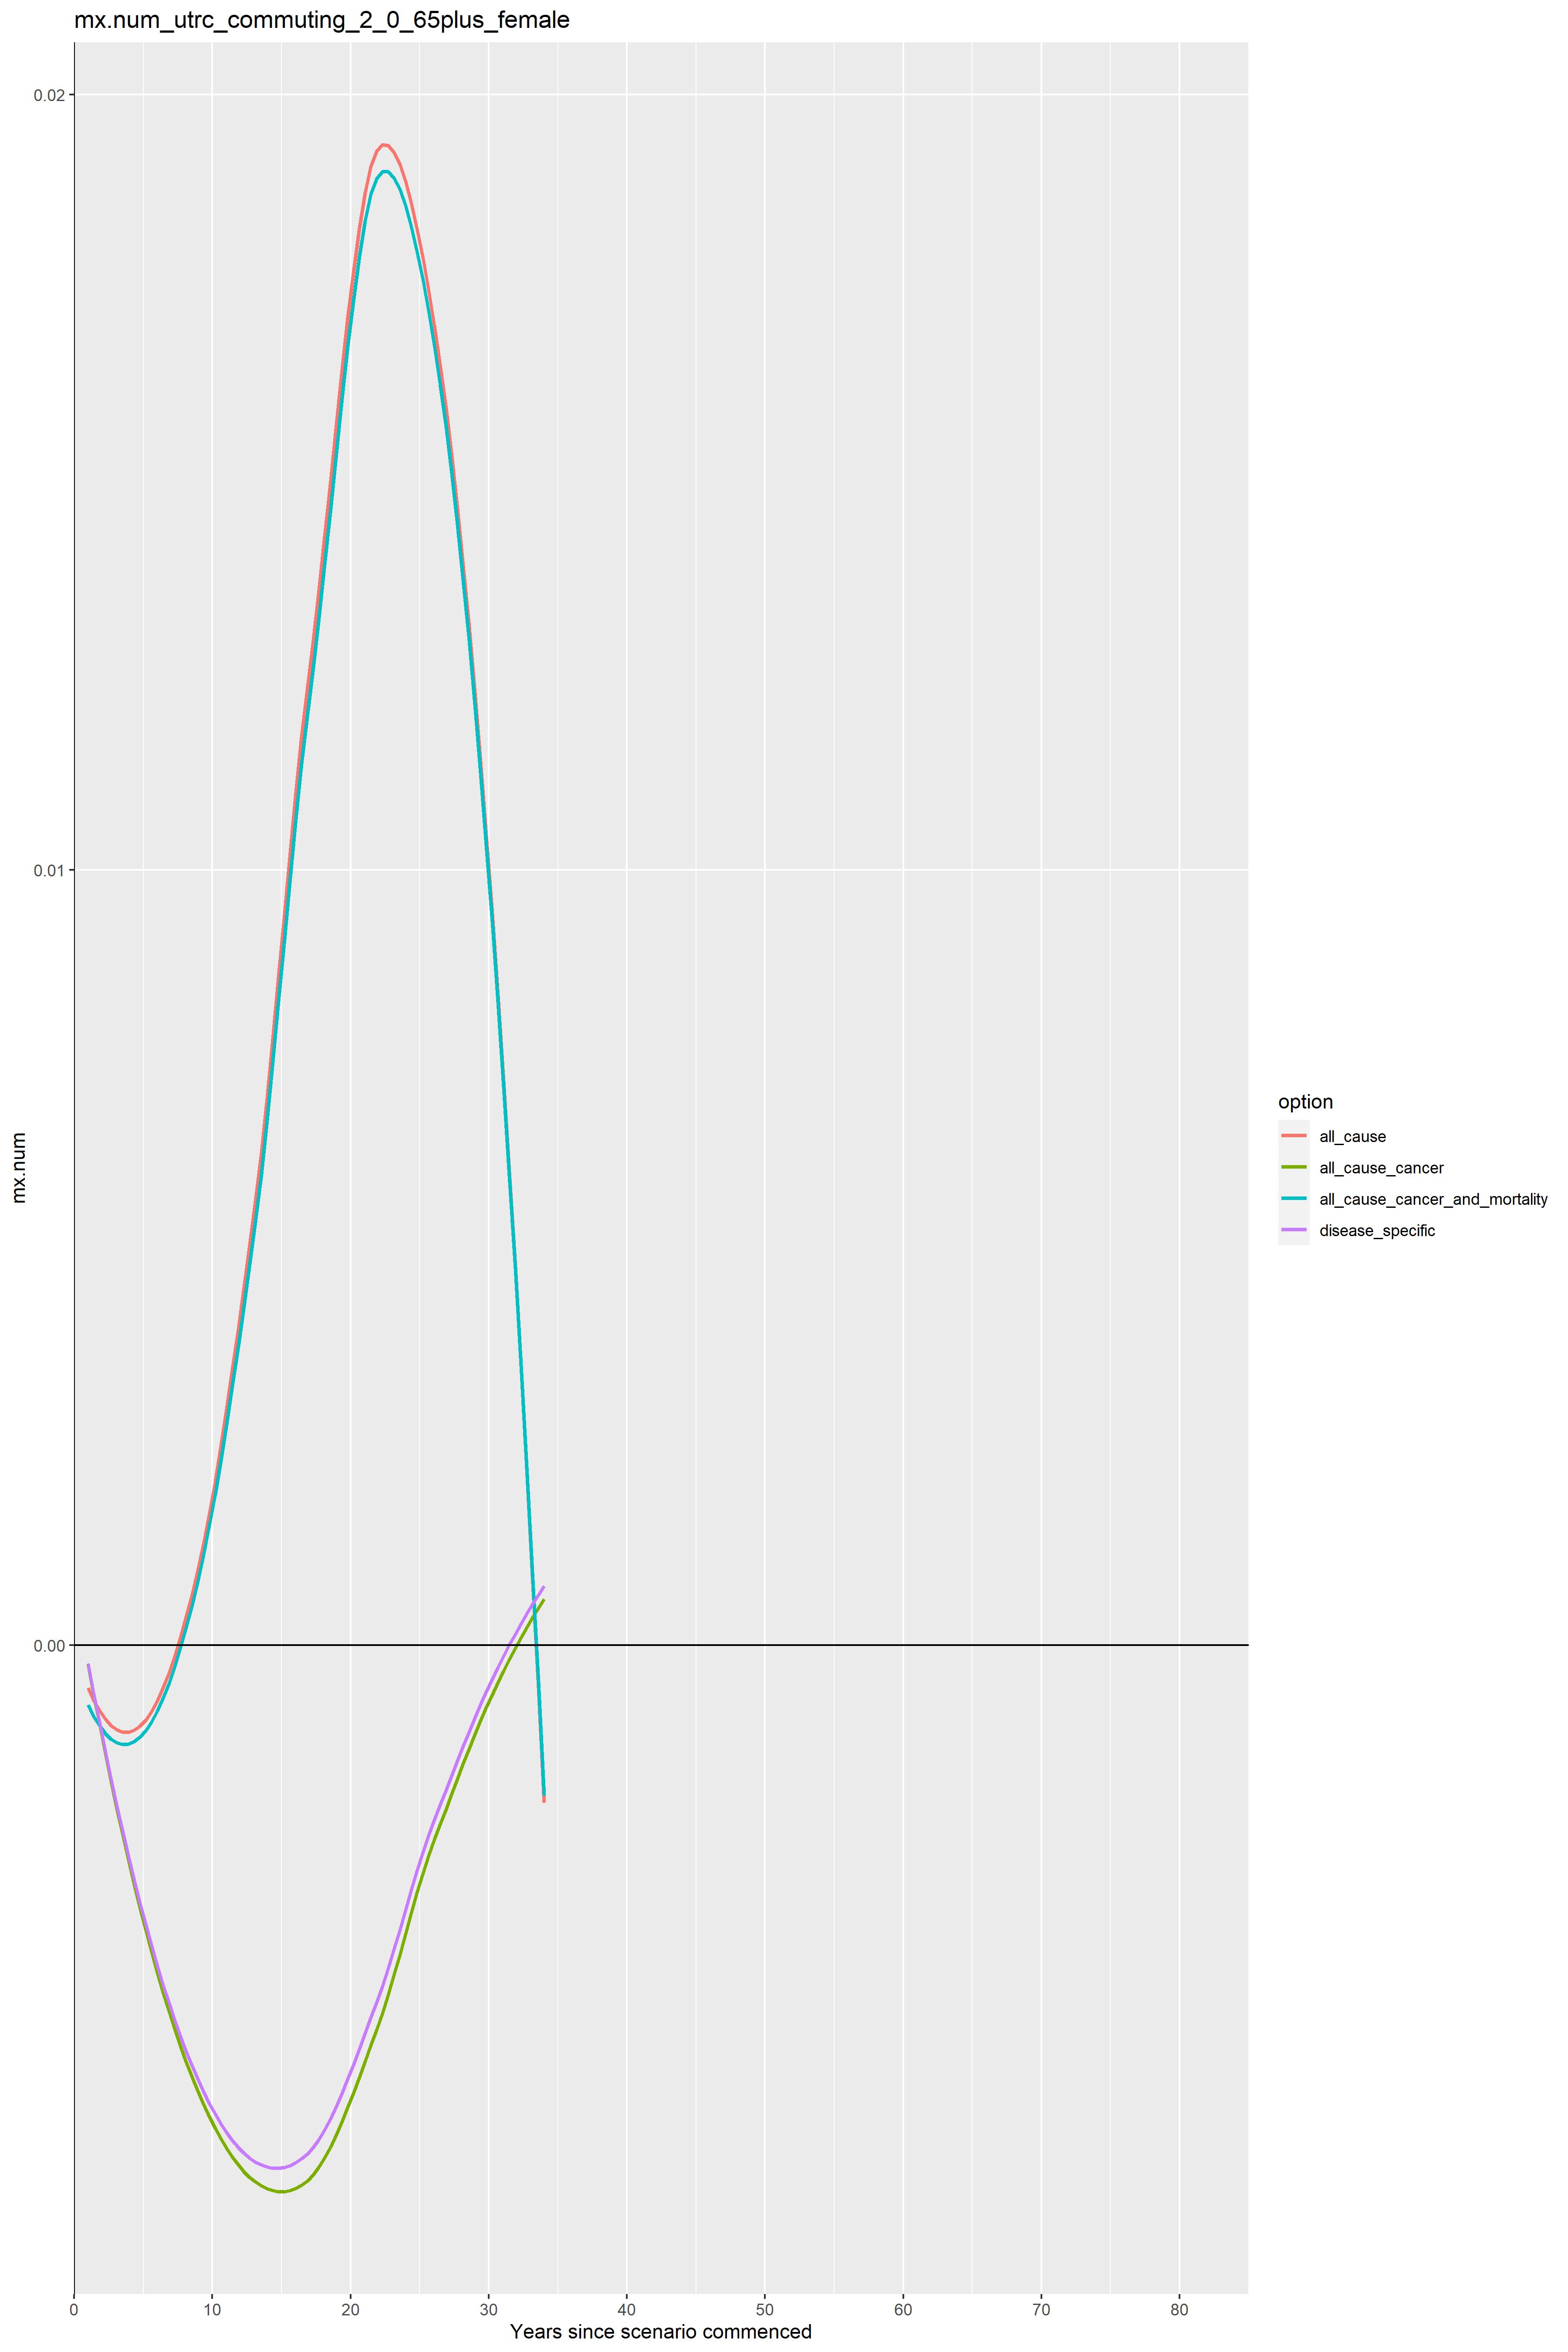 mx.num_utrc_commuting_2_0_65plus_female
0.02
0.01
0.00
mx.num
0 10 20 30 40 50 60 70 80
Years since scenario commenced
option
all_cause
all_cause_cancer
all_cause_cancer_and_mortality
disease_specific